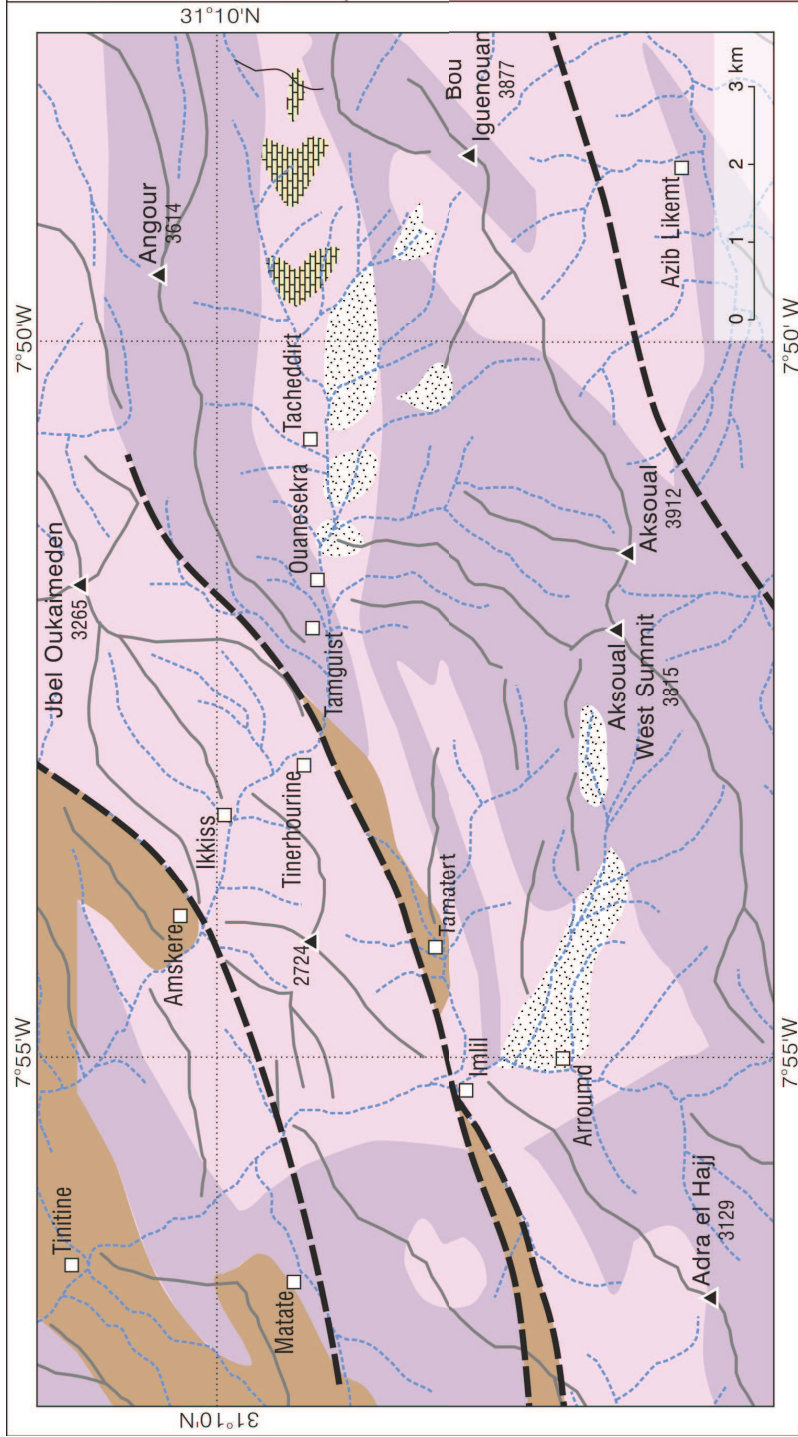 31°10'N
7°50'W
7°55'W
Angour
3614
Jbel Oukaimeden
3265
Bou
Iguenouan
3877
Tacheddirt
Ouanesekra
Tamguist
Ikkiss
Tinerhourine
Amskere
2724
Tinitine
Matate
Tamatert
Imlil
Arroumd
Aksoual
3912
Aksoual
West Summit
3815
Adra el Hajj
3129
Azib Likemt
0 1 2 3 km
7°50' W
7°55'W
31°10'N